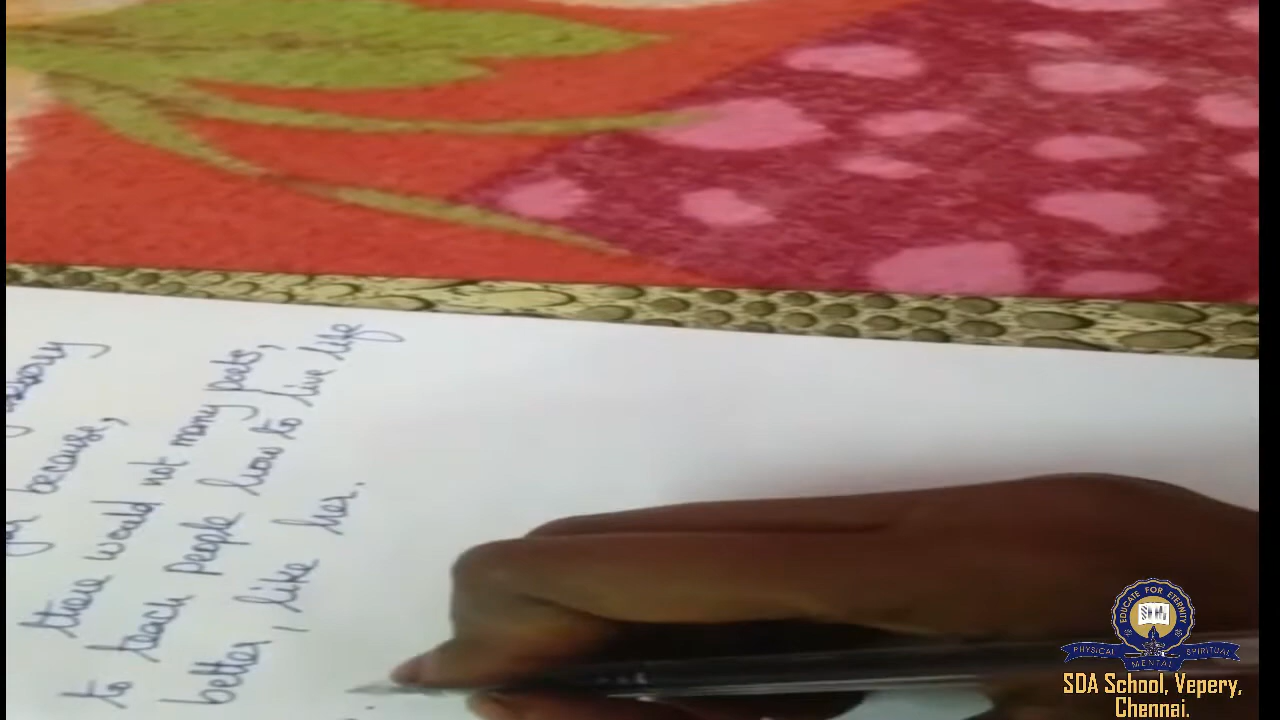 because,
there would not many poets,
to teach people how to live life
better, like her.
EDUCATE FOR ETERNITY
PHYSICAL MENTAL SPIRITUAL
SDA School, Vepery,
Chennai.